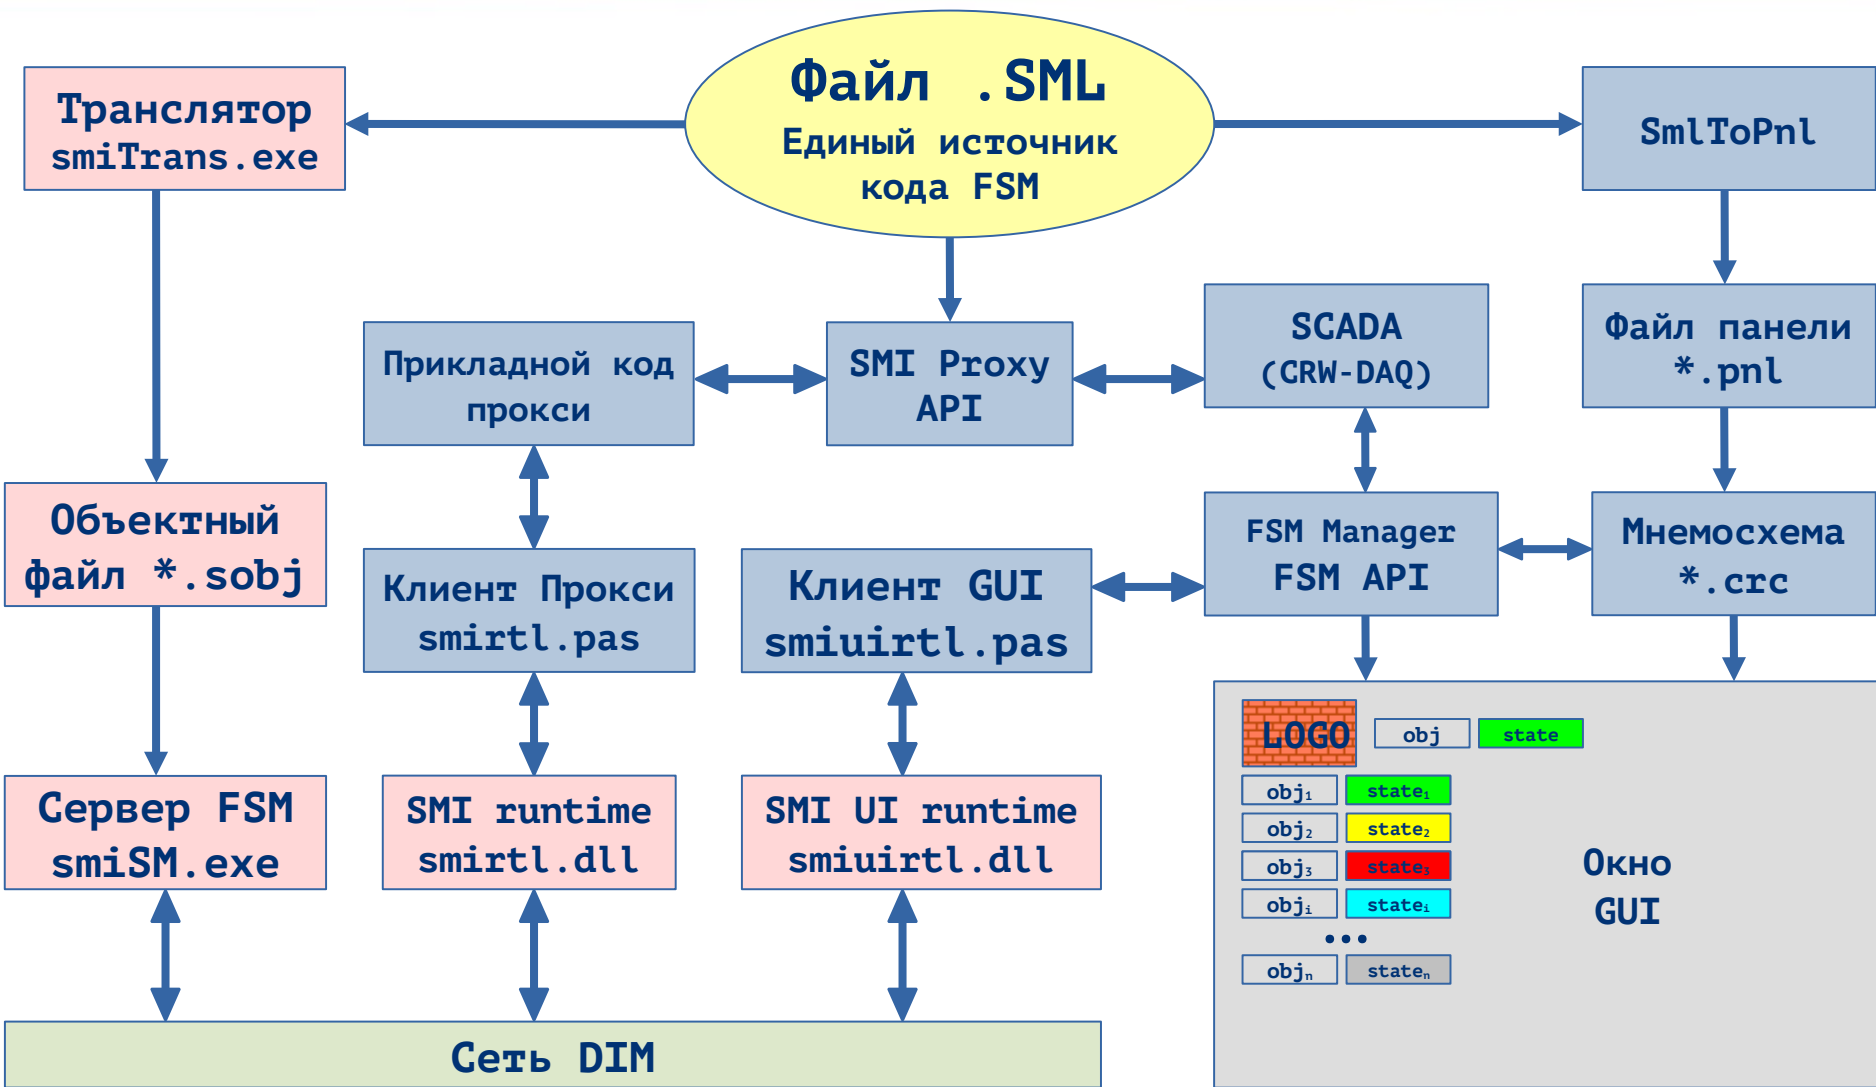 Файл .SML
Единый источник
кода FSM
Транслятор
smiTrans.exe
SmlToPnl
Прикладной код
прокси
SMI Proxy
API
SCADA
(CRW-DAQ)
Файл панели
*.pnl
Объектный
файл *.sobj
Клиент Прокси
smirtl.pas
Клиент GUI
smiuirtl.pas
FSM Manager
FSM API
Мнемосхема
*.crc
Сервер FSM
smiSM.exe
SMI runtime
smirtl.dll
SMI UI runtime
smiuirtl.dll
LOGO obj state
obj₁ state₁
obj₂ state₂
obj₃ state₃
objᵢ stateᵢ
...
objₙ stateₙ
Окно
GUI
Сеть DIM